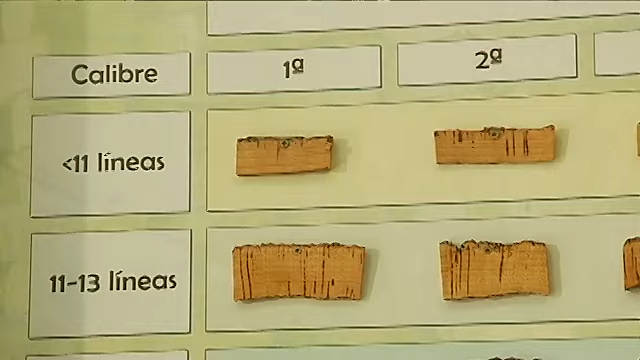 Calibre
1ª
2ª
<11 líneas
11-13 líneas